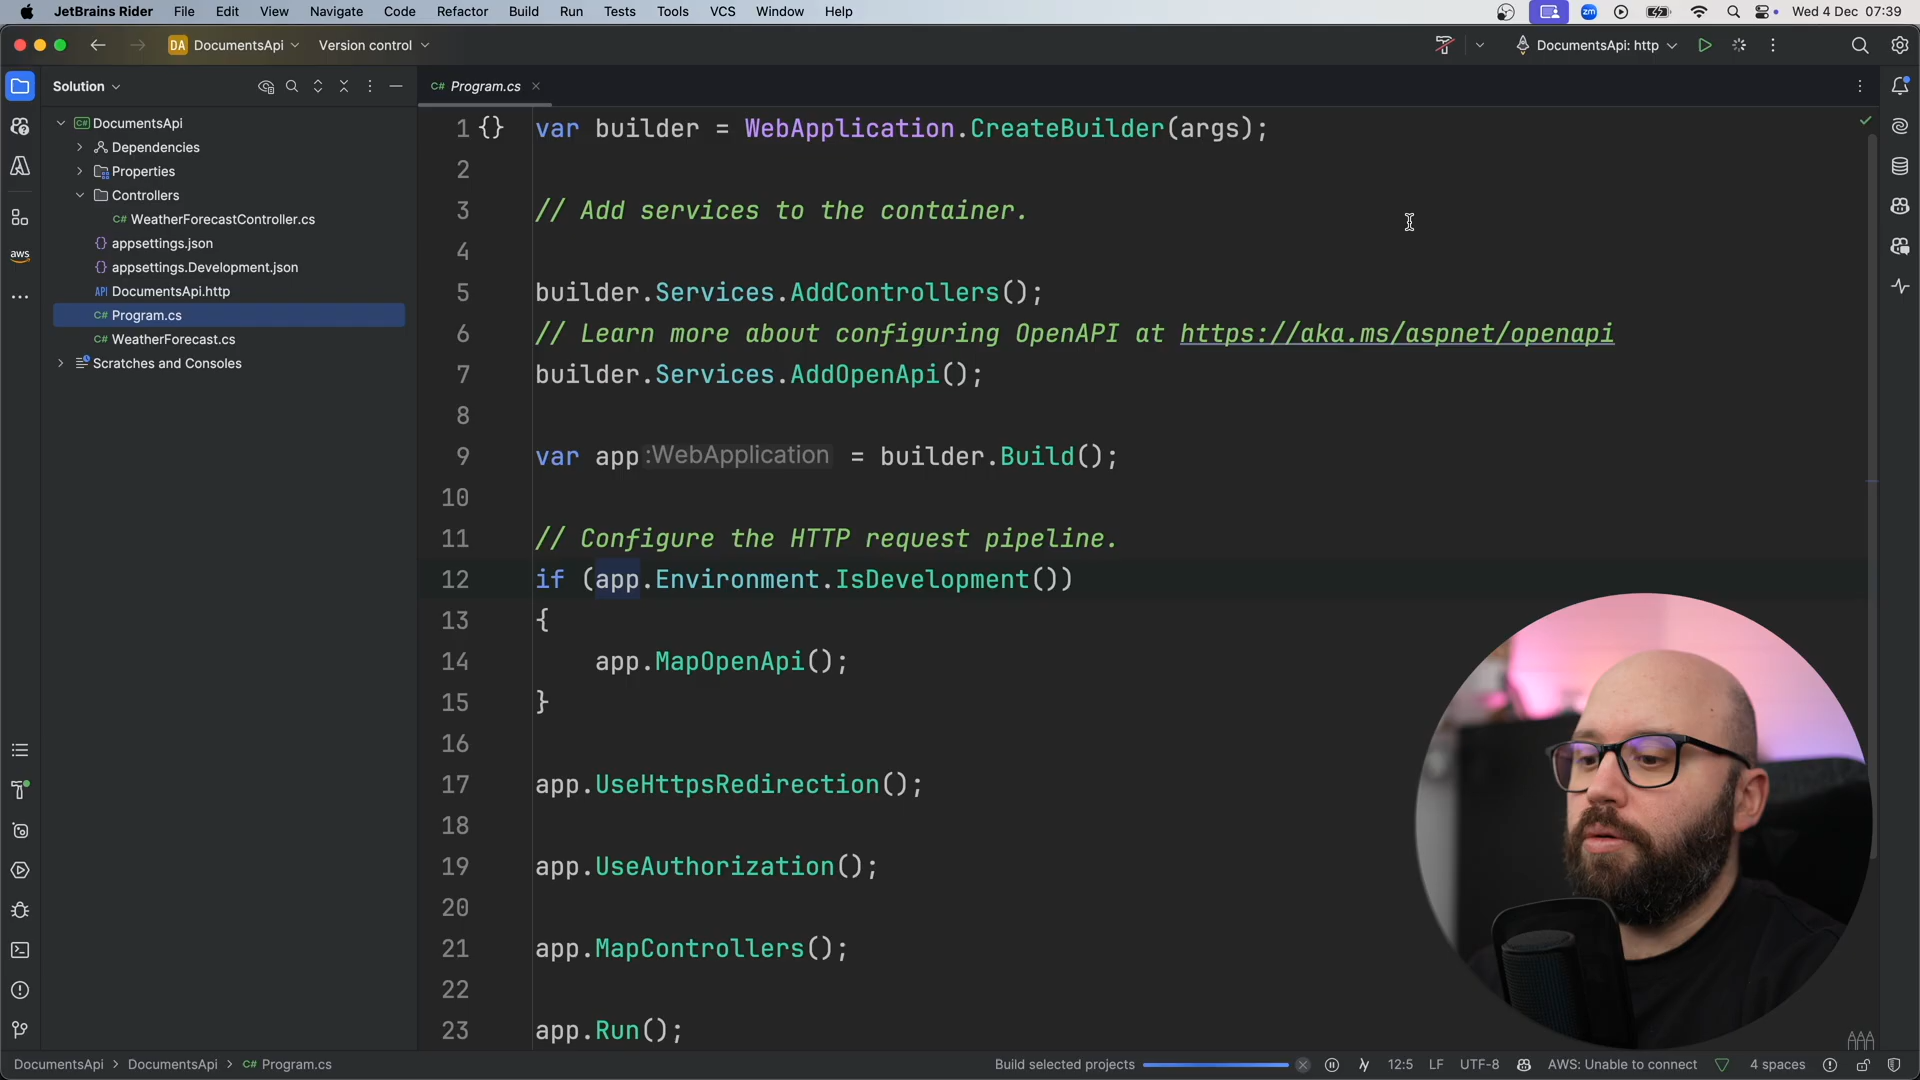 JetBrains Rider File Edit View Navigate Code Refactor Build Run Tests Tools VCS Window Help zm Wed 4 Dec 07:39
DA DocumentsApi Version control DocumentsApi: http
Solution
C# Program.cs
C# DocumentsApi
Dependencies
Properties
Controllers
C# WeatherForecastController.cs
{} appsettings.json
{} appsettings.Development.json
API DocumentsApi.http
C# Program.cs
C# WeatherForecast.cs
Scratches and Consoles
aws
1 {} var builder = WebApplication.CreateBuilder(args);
2
3 // Add services to the container.
4
5 builder.Services.AddControllers();
6 // Learn more about configuring OpenAPI at https://aka.ms/aspnet/openapi
7 builder.Services.AddOpenApi();
8
9 var app :WebApplication = builder.Build();
10
11 // Configure the HTTP request pipeline.
12 if (app.Environment.IsDevelopment())
13 {
14 app.MapOpenApi();
15 }
16
17 app.UseHttpsRedirection();
18
19 app.UseAuthorization();
20
21 app.MapControllers();
22
23 app.Run();
DocumentsApi > DocumentsApi > C# Program.cs Build selected projects 12:5 LF UTF-8 AWS: Unable to connect 4 spaces